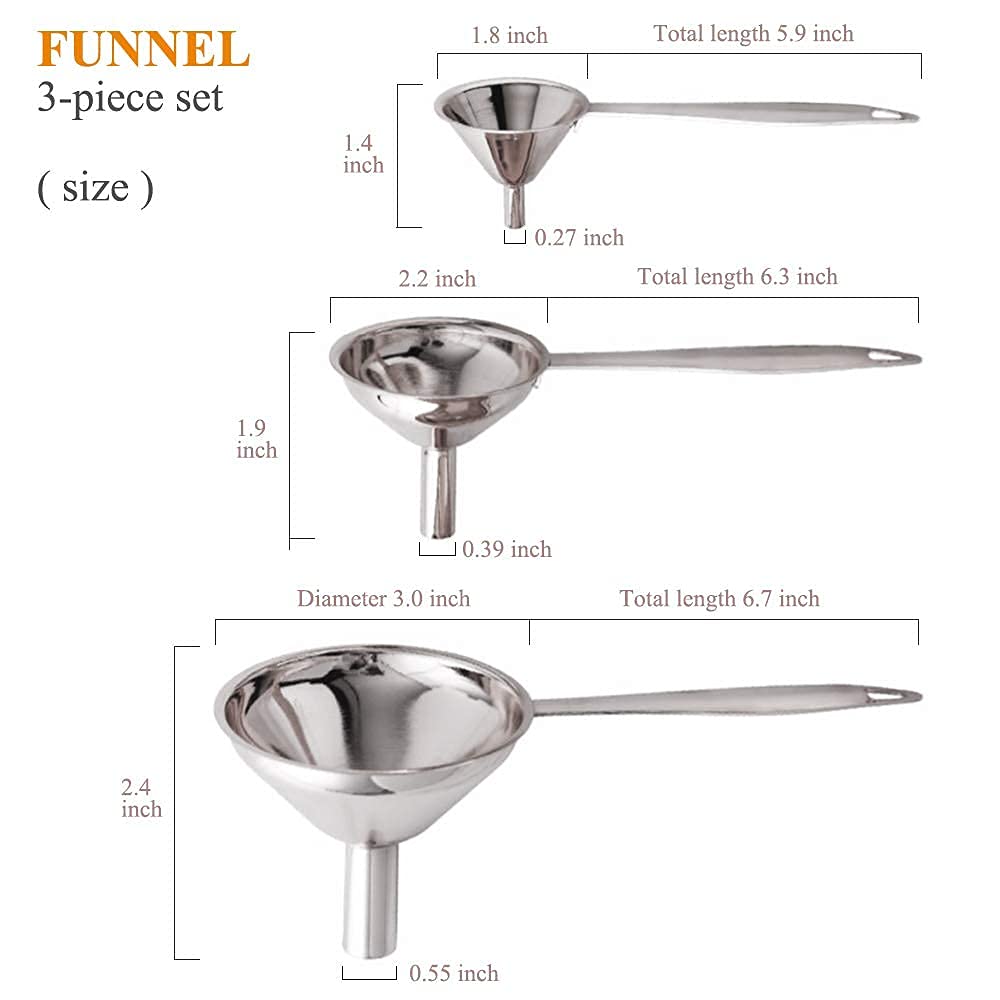 FUNNEL
3-piece set
( size )
1.8 inch
Total length 5.9 inch
1.4
inch
0.27 inch
2.2 inch
Total length 6.3 inch
1.9
inch
0.39 inch
Diameter 3.0 inch
Total length 6.7 inch
2.4
inch
0.55 inch